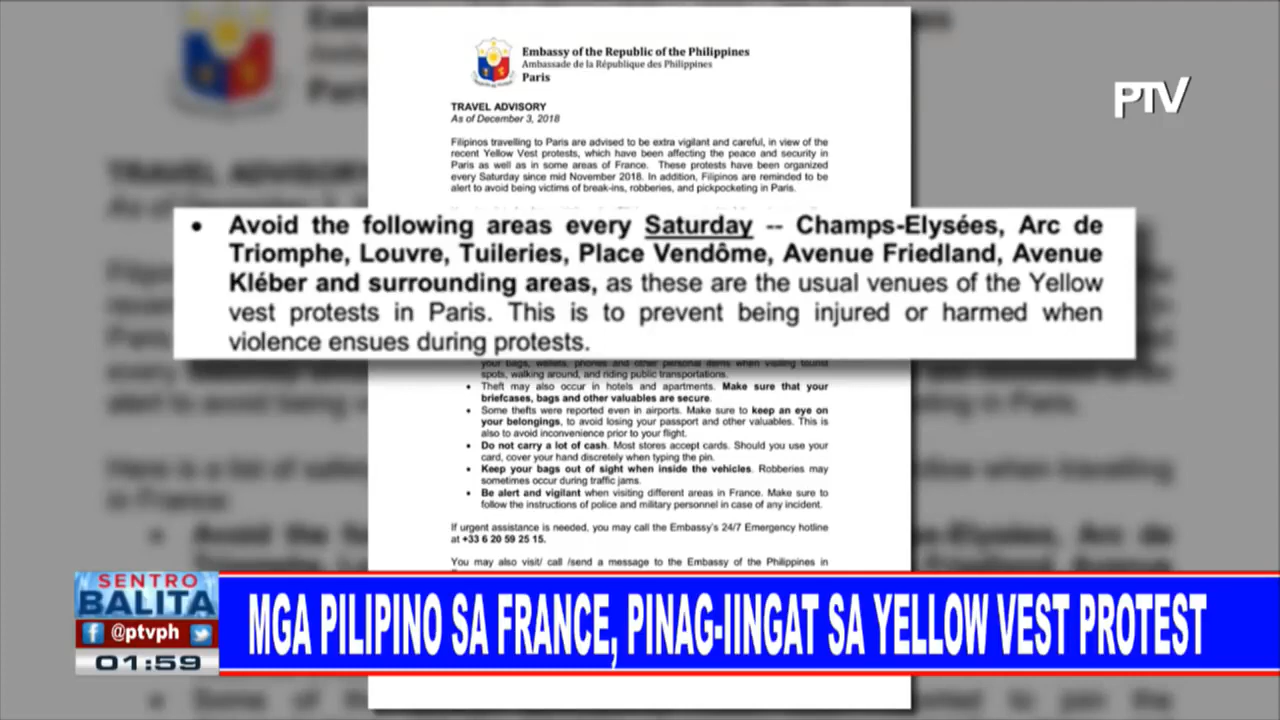 Embassy of the Republic of the Philippines
Ambassade de la République des Philippines
Paris
PTV
TRAVEL ADVISORY
As of December 3, 2018
Filipinos travelling to Paris are advised to be extra vigilant and careful, in view of the
recent Yellow Vest protests, which have been affecting the peace and security in
Paris as well as in some areas of France. These protests have been organized
every Saturday since mid November 2018. In addition, Filipinos are reminded to be
alert to avoid being victims of break-ins, robberies, and pickpocketing in Paris.
• Avoid the following areas every Saturday -- Champs-Elysées, Arc de
Triomphe, Louvre, Tuileries, Place Vendôme, Avenue Friedland, Avenue
Kléber and surrounding areas, as these are the usual venues of the Yellow
vest protests in Paris. This is to prevent being injured or harmed when
violence ensues during protests.
your bags, wallets, phones and other personal items when visiting tourist
spots, walking around, and riding public transportations.
• Theft may also occur in hotels and apartments. Make sure that your
briefcases, bags and other valuables are secure.
• Some thefts were reported even in airports. Make sure to keep an eye on
your belongings, to avoid losing your passport and other valuables. This is
also to avoid inconvenience prior to your flight.
• Do not carry a lot of cash. Most stores accept cards. Should you use your
card, cover your hand discretely when typing the pin.
• Keep your bags out of sight when inside the vehicles. Robberies may
sometimes occur during traffic jams.
• Be alert and vigilant when visiting different areas in France. Make sure to
follow the instructions of police and military personnel in case of any incident.
If urgent assistance is needed, you may call the Embassy's 24/7 Emergency hotline
at +33 6 20 59 25 15.
You may also visit/ call /send a message to the Embassy of the Philippines in
SENTRO
BALITA
@ptvph
01:59
MGA PILIPINO SA FRANCE, PINAG-IINGAT SA YELLOW VEST PROTEST